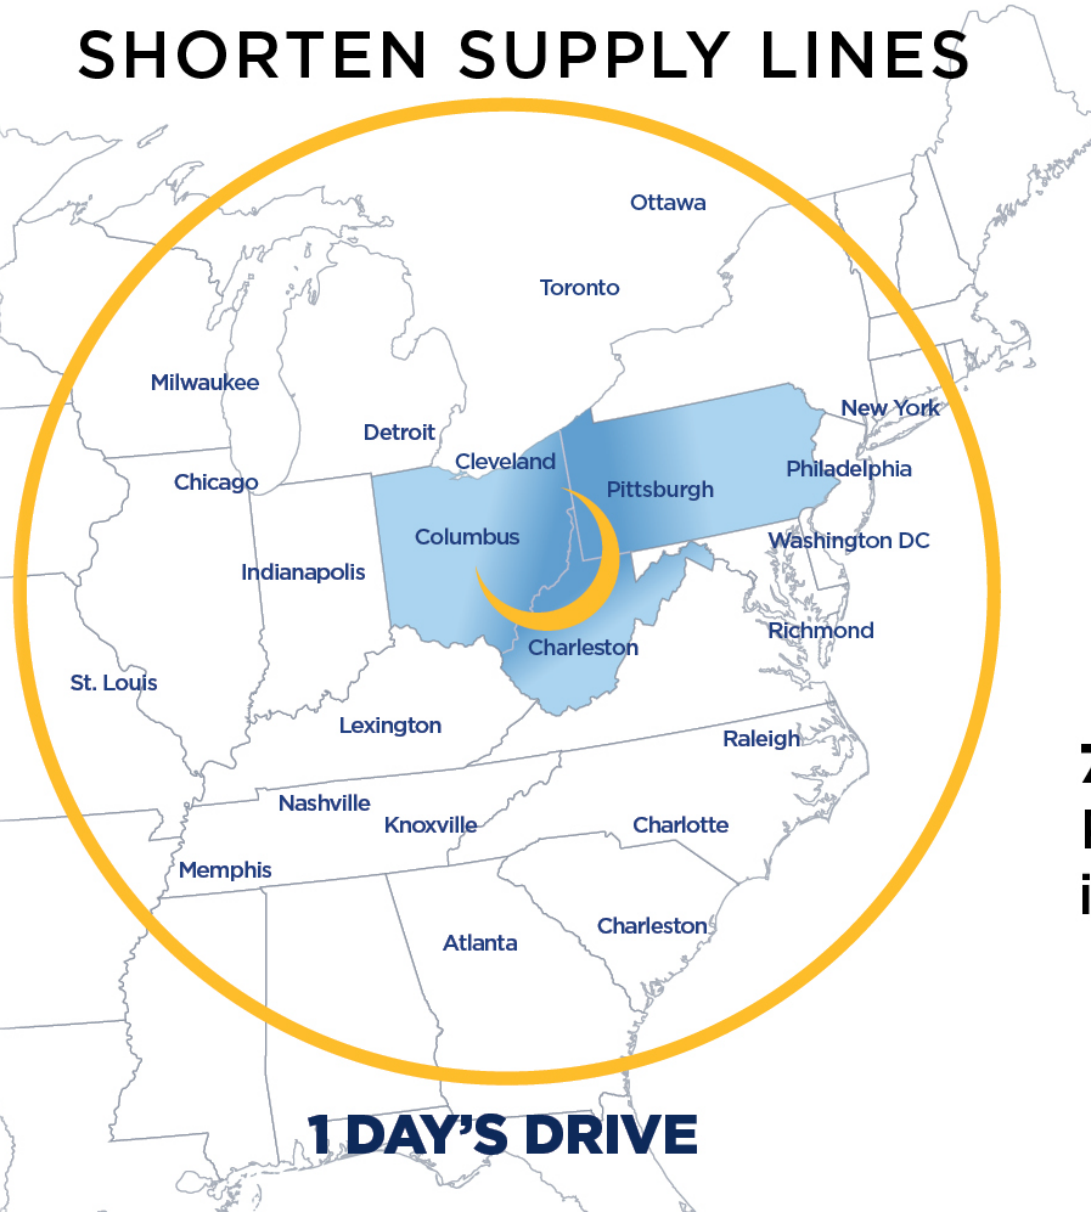 SHORTEN SUPPLY LINES
Ottawa
Toronto
Milwaukee
New York
Detroit
Cleveland
Philadelphia
Chicago
Pittsburgh
Columbus
Washington DC
Indianapolis
Richmond
Charleston
St. Louis
Lexington
Raleigh
Nashville
Knoxville
Charlotte
Memphis
Charleston
Atlanta
1 DAY’S DRIVE